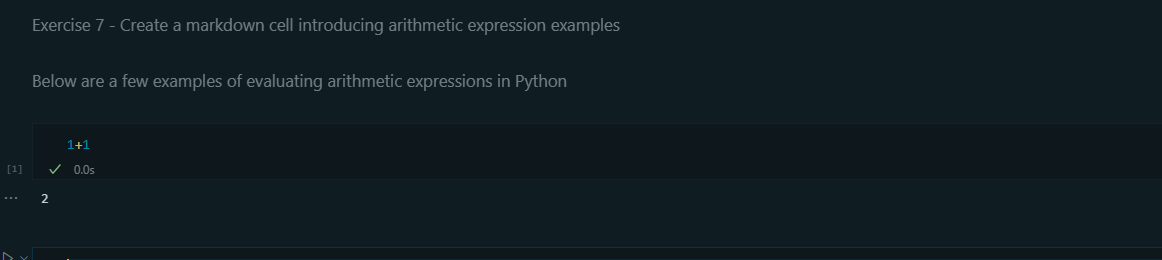 Exercise 7 - Create a markdown cell introducing arithmetic expression examples
Below are a few examples of evaluating arithmetic expressions in Python
1+1
[1]
0.0s
2